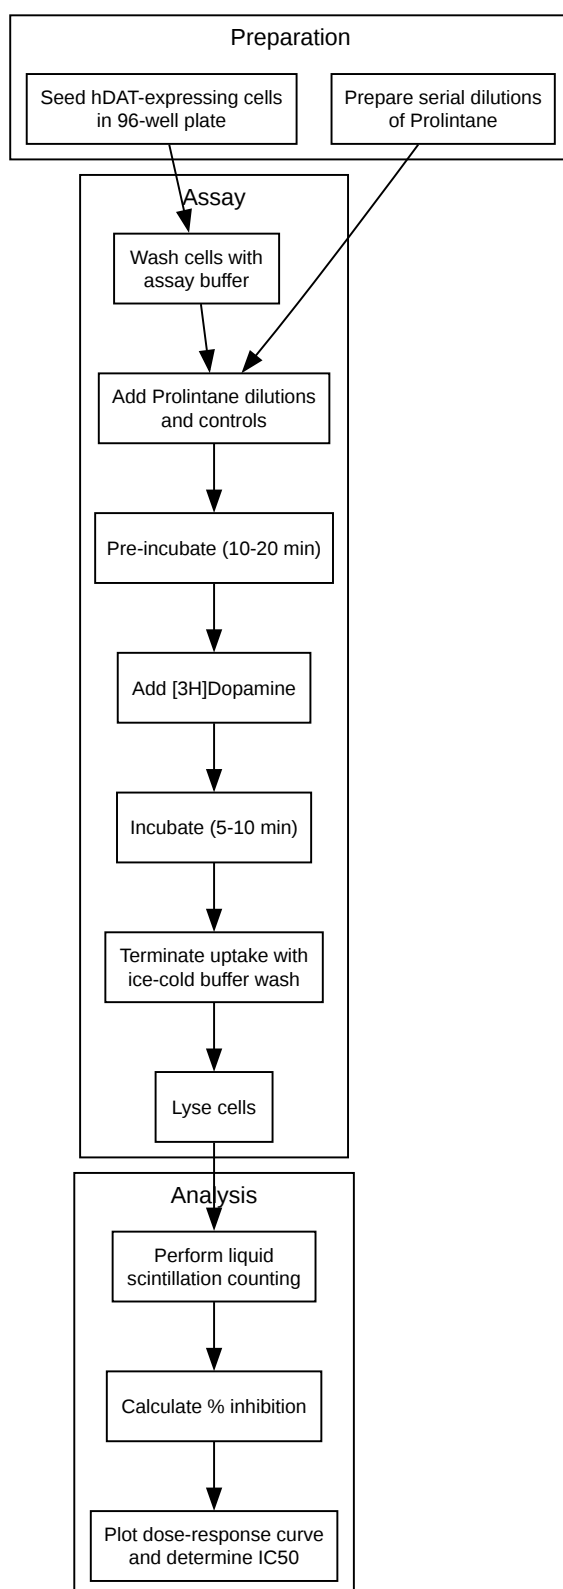 Preparation
Seed hDAT-expressing cells
in 96-well plate
Prepare serial dilutions
of Prolintane
Assay
Wash cells with
assay buffer
Add Prolintane dilutions
and controls
Pre-incubate (10-20 min)
Add [3H]Dopamine
Incubate (5-10 min)
Terminate uptake with
ice-cold buffer wash
Lyse cells
Analysis
Perform liquid
scintillation counting
Calculate % inhibition
Plot dose-response curve
and determine IC50